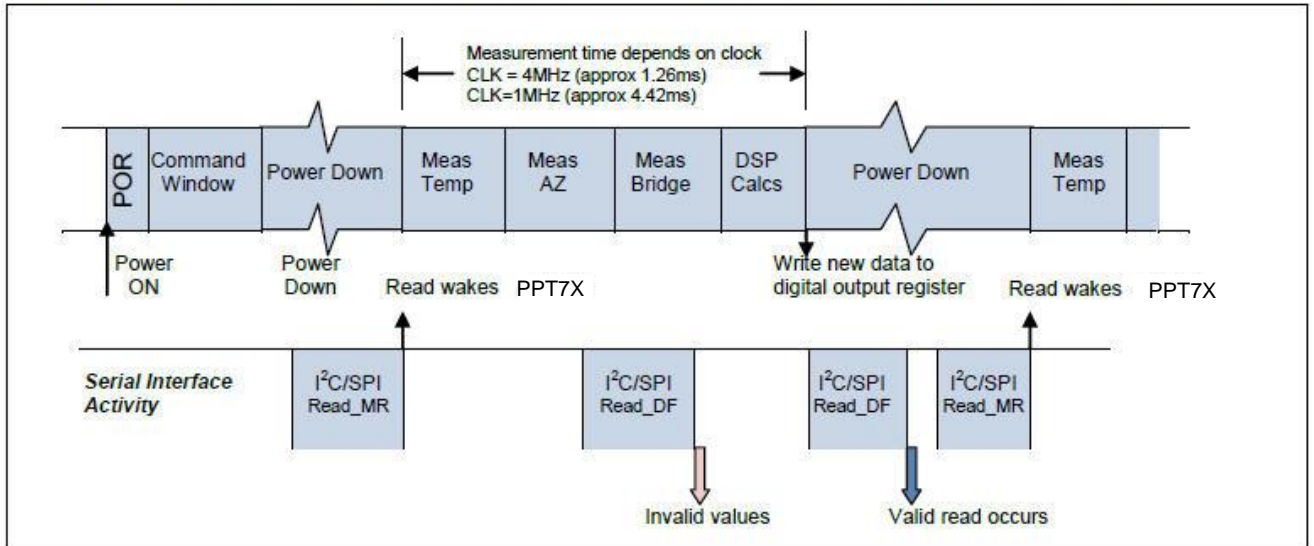 Measurement time depends on clock
CLK = 4MHz (approx 1.26ms)
CLK=1MHz (approx 4.42ms)
POR
Command
Window
Power Down
Meas
Temp
Meas
AZ
Meas
Bridge
DSP
Calcs
Power Down
Meas
Temp
Power
ON
Power
Down
Read wakes PPT7X
Write new data to
digital output register
Read wakes PPT7X
Serial Interface
Activity
I²C/SPI
Read_MR
I²C/SPI
Read_DF
I²C/SPI
Read_DF
I²C/SPI
Read_MR
Invalid values
Valid read occurs